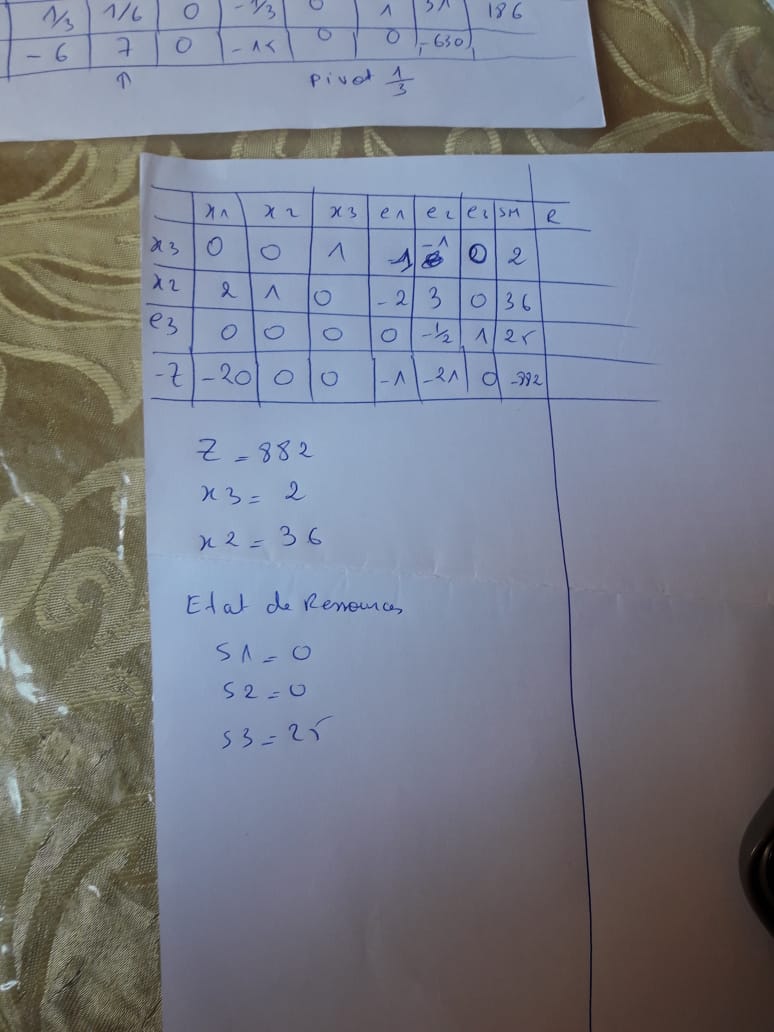 1/3 1/6 0 -1/3 0 1 31 186
-6 7 0 -15 0 0 -630
↑ pivot 1/3
x1 x2 x3 e1 e2 e3 SM R
x3 0 0 1 -1 -1 0 2
x2 2 1 0 -2 3 0 36
e3 0 0 0 0 -1/2 1 25
-Z -20 0 0 -1 -21 0 -882
Z = 882
x3 = 2
x2 = 36
Etat de Ressources
S1 = 0
S2 = 0
S3 = 25